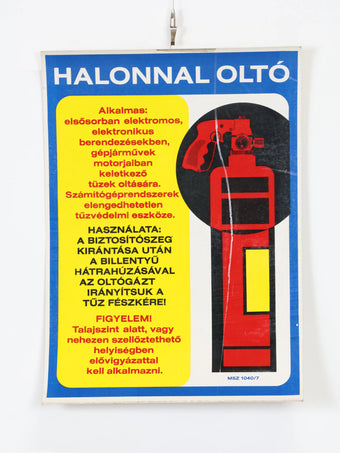 HALONNAL OLTÓ
Alkalmas:
elsősorban elektromos,
elektronikus
berendezésekben,
gépjárművek
motorjaiban
keletkező
tüzek oltására.
Számítógéprendszerek
elengedhetetlen
tűzvédelmi eszköze.
HASZNÁLATA:
A BIZTOSÍTÓSZEG
KIRÁNTÁSA UTÁN
A BILLENTYŰ
HÁTRAHÚZÁSÁVAL
AZ OLTÓGÁZT
IRÁNYÍTSUK A
TŰZ FÉSZKÉRE!
FIGYELEM!
Talajszint alatt, vagy
nehezen szellőztethető
helyiségben
elővigyázattal
kell alkalmazni.
MSZ 1040/7